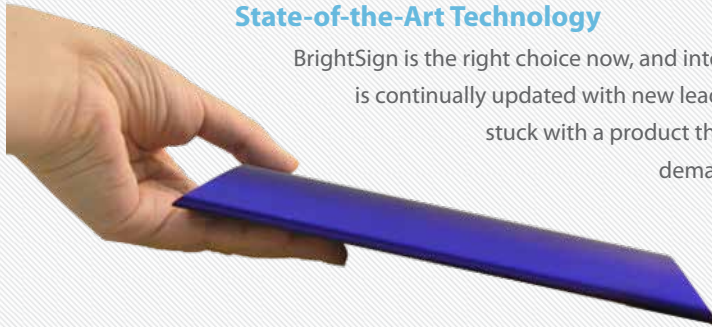 State-of-the-Art Technology
BrightSign is the right choice now, and
is continually updated with new
stuck with a product